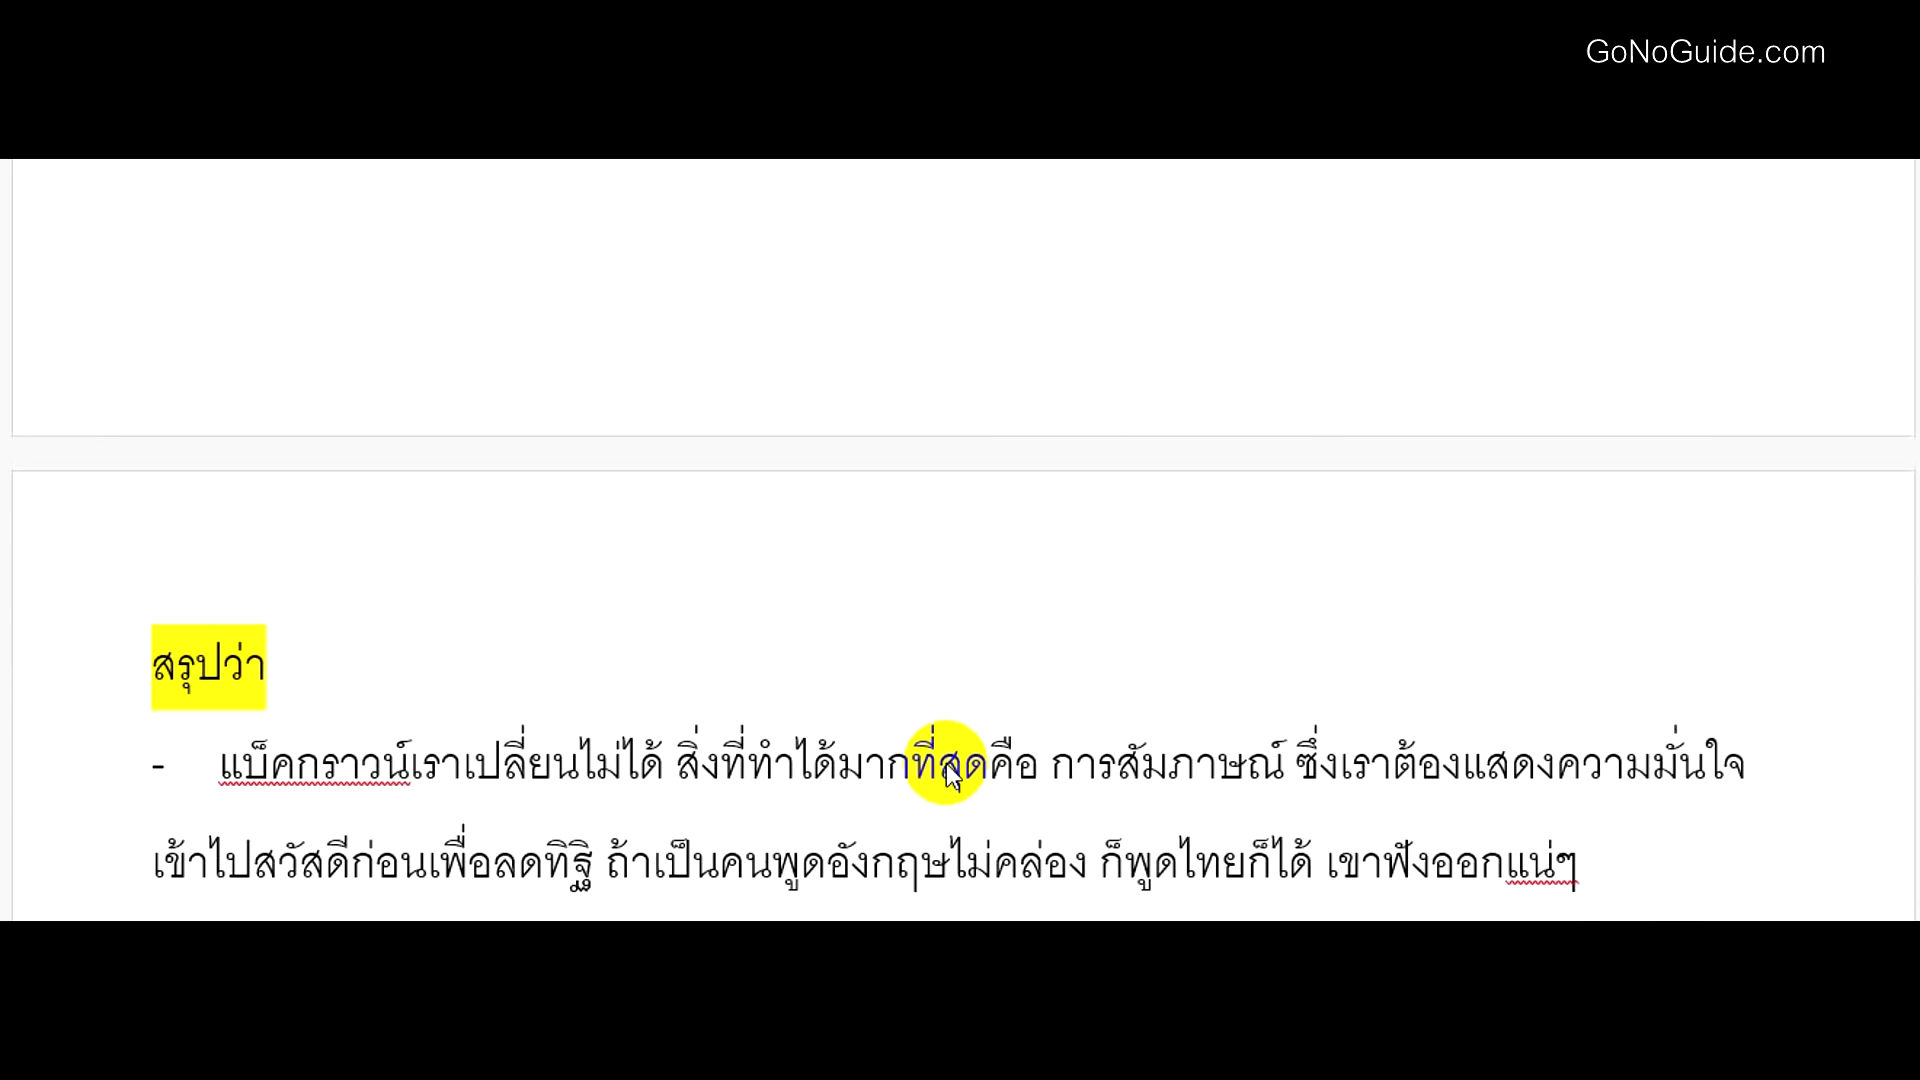 GoNoGuide.com
สรุปว่า
- แบ็คกราวน์เราเปลี่ยนไม่ได้ สิ่งที่ทำได้มากที่สุดคือ การสัมภาษณ์ ซึ่งเราต้องแสดงความมั่นใจ
เข้าไปสวัสดีก่อนเพื่อลดทิฐิ ถ้าเป็นคนพูดอังกฤษไม่คล่อง ก็พูดไทยก็ได้ เขาฟังออกแน่ๆ